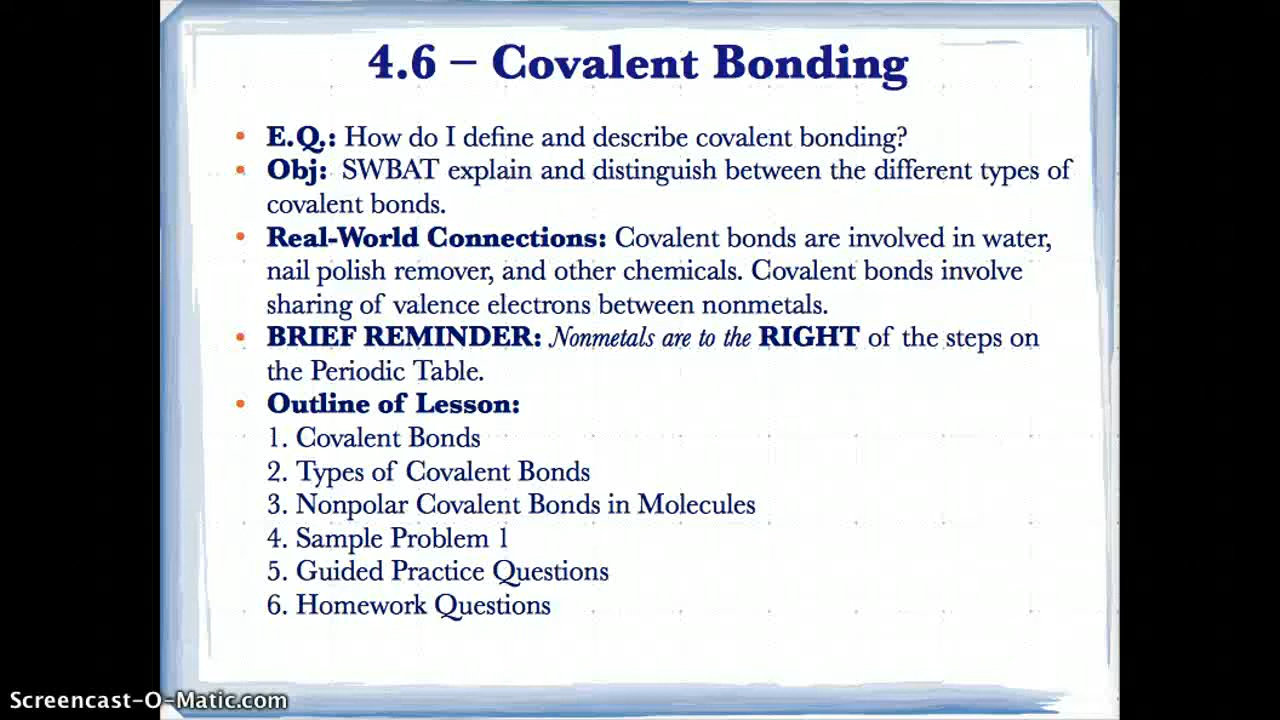 4.6 – Covalent Bonding
• E.Q.: How do I define and describe covalent bonding?
• Obj: SWBAT explain and distinguish between the different types of
covalent bonds.
• Real-World Connections: Covalent bonds are involved in water,
nail polish remover, and other chemicals. Covalent bonds involve
sharing of valence electrons between nonmetals.
• BRIEF REMINDER: Nonmetals are to the RIGHT of the steps on
the Periodic Table.
• Outline of Lesson:
1. Covalent Bonds
2. Types of Covalent Bonds
3. Nonpolar Covalent Bonds in Molecules
4. Sample Problem 1
5. Guided Practice Questions
6. Homework Questions
Screencast-O-Matic.com